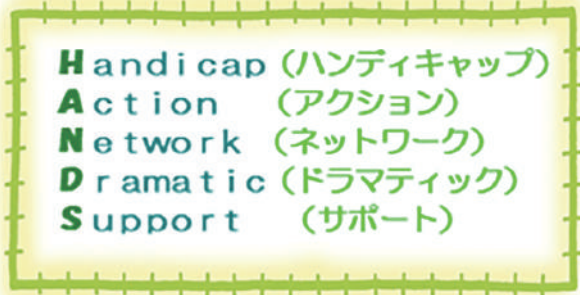 Handicap (ハンディキャップ)
Action (アクション)
Network (ネットワーク)
Dramatic (ドラマティック)
Support (サポート)